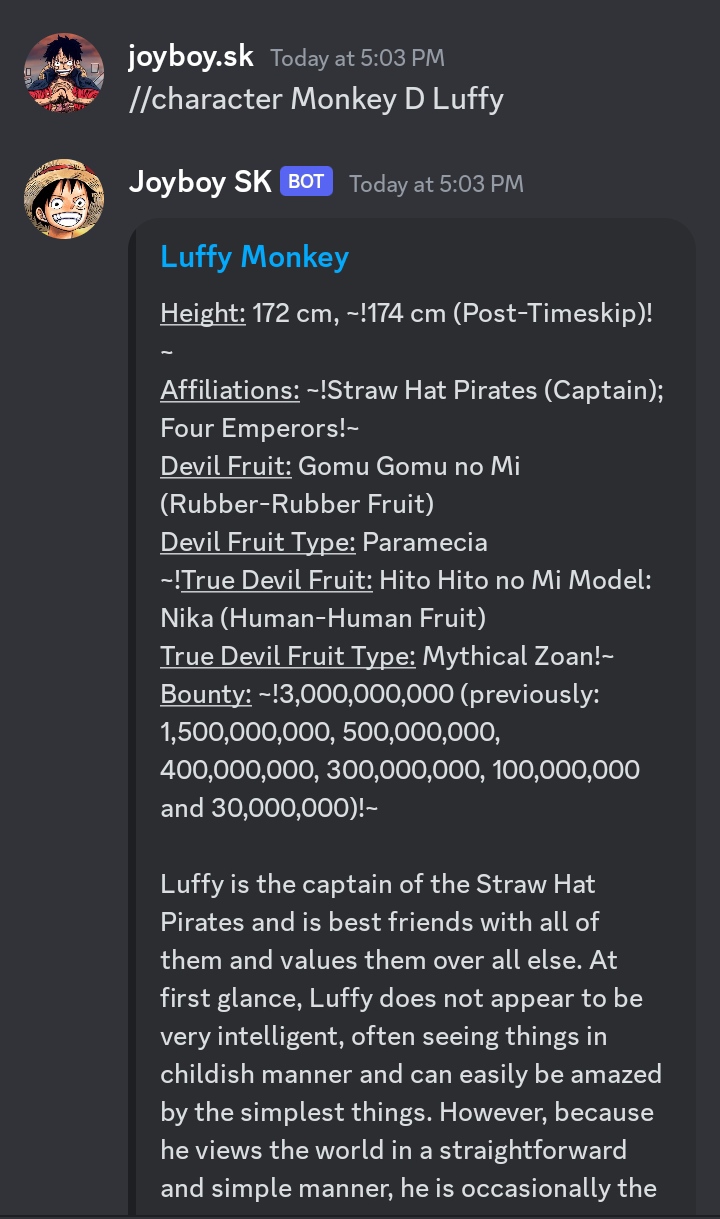 joyboy.sk Today at 5:03 PM
//character Monkey D Luffy
Joyboy SK BOT Today at 5:03 PM
Luffy Monkey
Height: 172 cm, ~!174 cm (Post-Timeskip)!
~
Affiliations: ~!Straw Hat Pirates (Captain);
Four Emperors!~
Devil Fruit: Gomu Gomu no Mi
(Rubber-Rubber Fruit)
Devil Fruit Type: Paramecia
~!True Devil Fruit: Hito Hito no Mi Model:
Nika (Human-Human Fruit)
True Devil Fruit Type: Mythical Zoan!~
Bounty: ~!3,000,000,000 (previously:
1,500,000,000, 500,000,000,
400,000,000, 300,000,000, 100,000,000
and 30,000,000)!~
Luffy is the captain of the Straw Hat
Pirates and is best friends with all of
them and values them over all else. At
first glance, Luffy does not appear to be
very intelligent, often seeing things in
childish manner and can easily be amazed
by the simplest things. However, because
he views the world in a straightforward
and simple manner, he is occasionally the